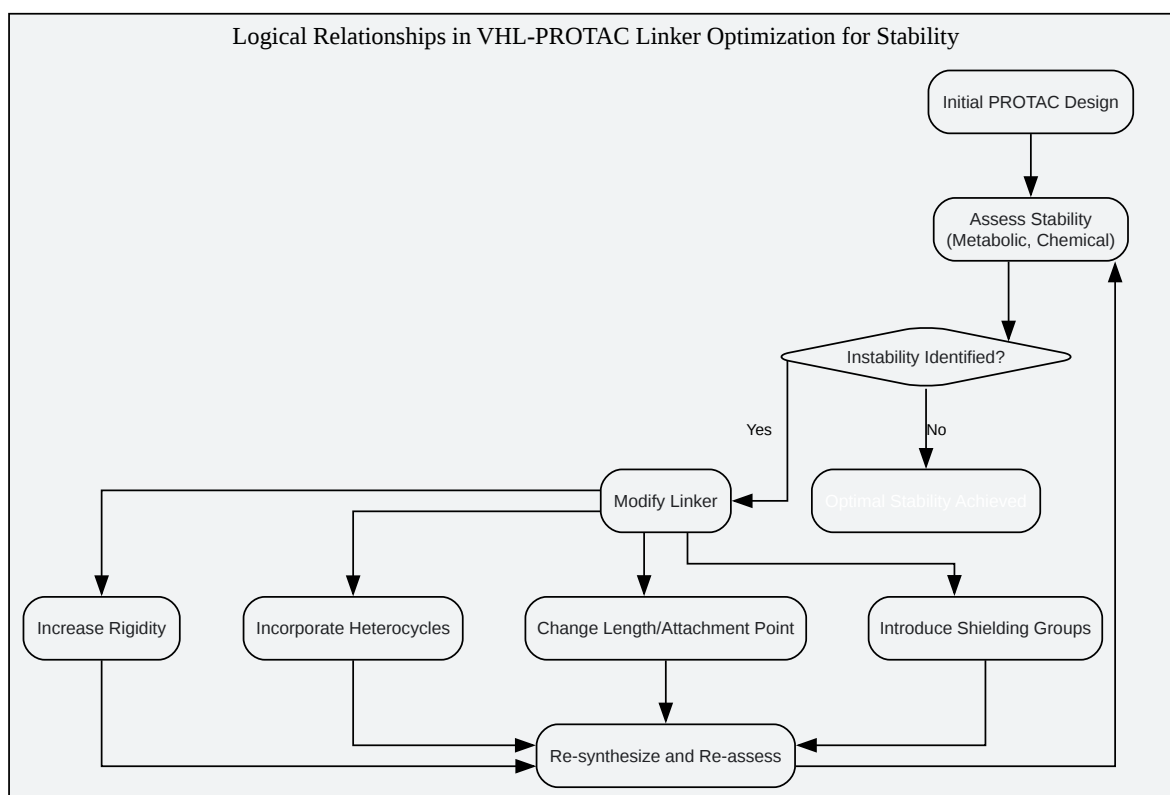 Logical Relationships in VHL-PROTAC Linker Optimization for Stability
Initial PROTAC Design
Assess Stability
(Metabolic, Chemical)
Instability Identified?
Yes
No
Modify Linker
Optimal Stability Achieved
Increase Rigidity
Incorporate Heterocycles
Change Length/Attachment Point
Introduce Shielding Groups
Re-synthesize and Re-assess